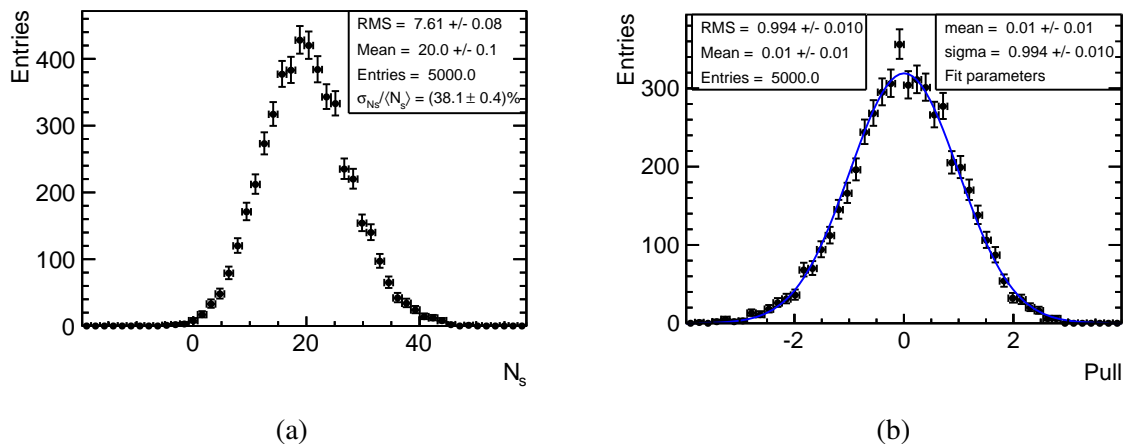 Entries
400
300
200
100
0
0
20
40
N_s
RMS = 7.61 +/- 0.08
Mean = 20.0 +/- 0.1
Entries = 5000.0
σ_Ns/⟨N_s⟩ = (38.1 ± 0.4)%
(a)
Entries
300
200
100
0
-2
0
2
Pull
RMS = 0.994 +/- 0.010
Mean = 0.01 +/- 0.01
Entries = 5000.0
mean = 0.01 +/- 0.01
sigma = 0.994 +/- 0.010
Fit parameters
(b)